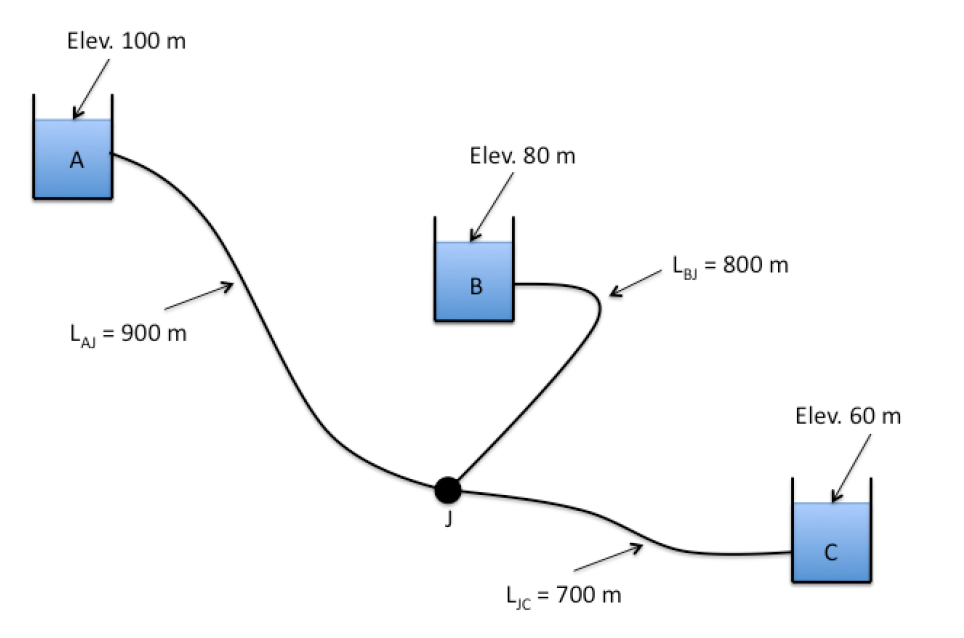 Elev. 100 m
A
Elev. 80 m
B
L_BJ = 800 m
L_AJ = 900 m
Elev. 60 m
J
C
L_JC = 700 m